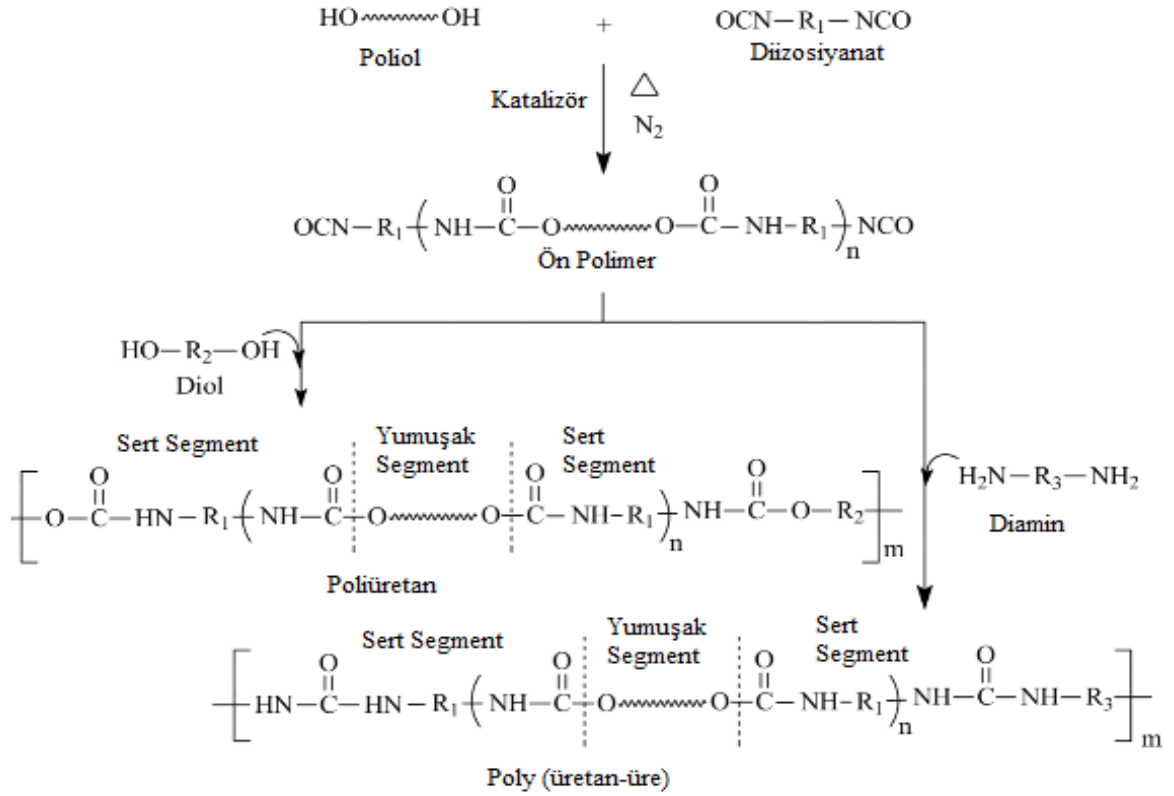 HO OH + OCN–R1–NCO
Poliol Diizosiyanat
Katalizör △
N2
O O
OCN–R1(NH–C–O O–C–NH–R1)n NCO
Ön Polimer
HO–R2–OH
Diol
Sert Segment Yumuşak Segment Sert Segment
O O O O
[O–C–HN–R1(NH–C–O O–C–NH–R1)n NH–C–O–R2]m
H2N–R3–NH2
Diamin
Poliüretan
Sert Segment Yumuşak Segment Sert Segment
O O O O
[HN–C–HN–R1(NH–C–O O–C–NH–R1)n NH–C–NH–R3]m
Poly (üretan-üre)